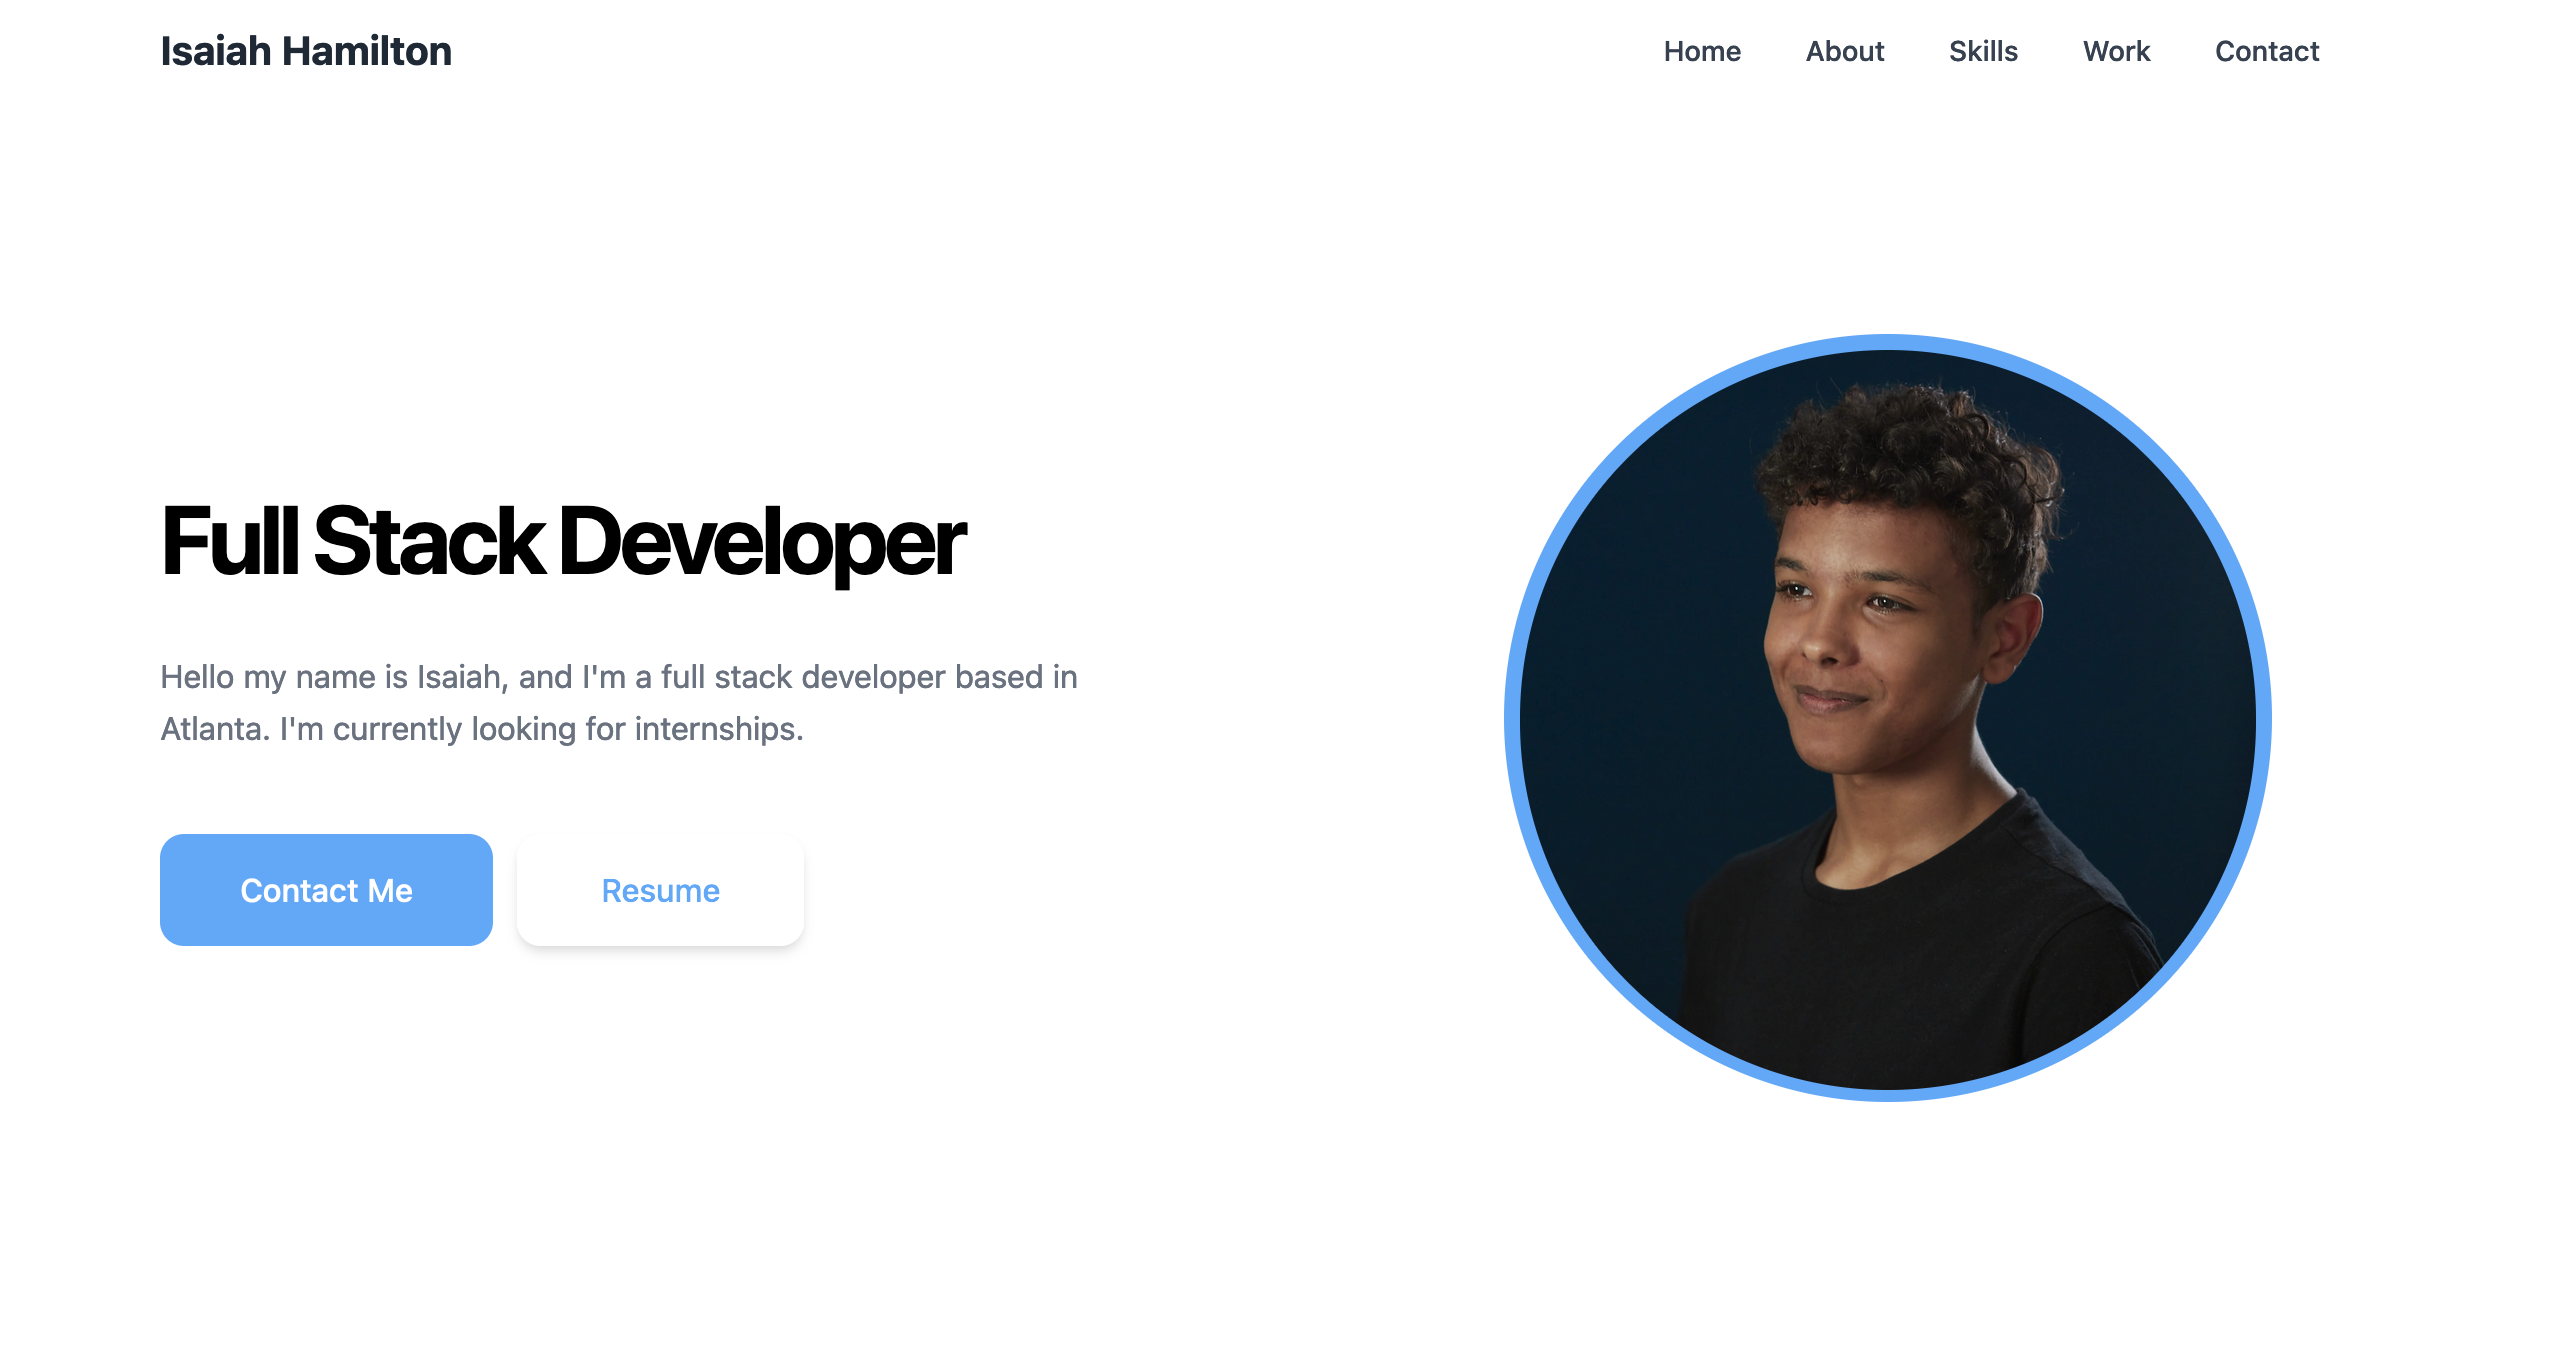 Isaiah Hamilton
Home About Skills Work Contact
Full Stack Developer
Hello my name is Isaiah, and I'm a full stack developer based in
Atlanta. I'm currently looking for internships.
Contact Me
Resume